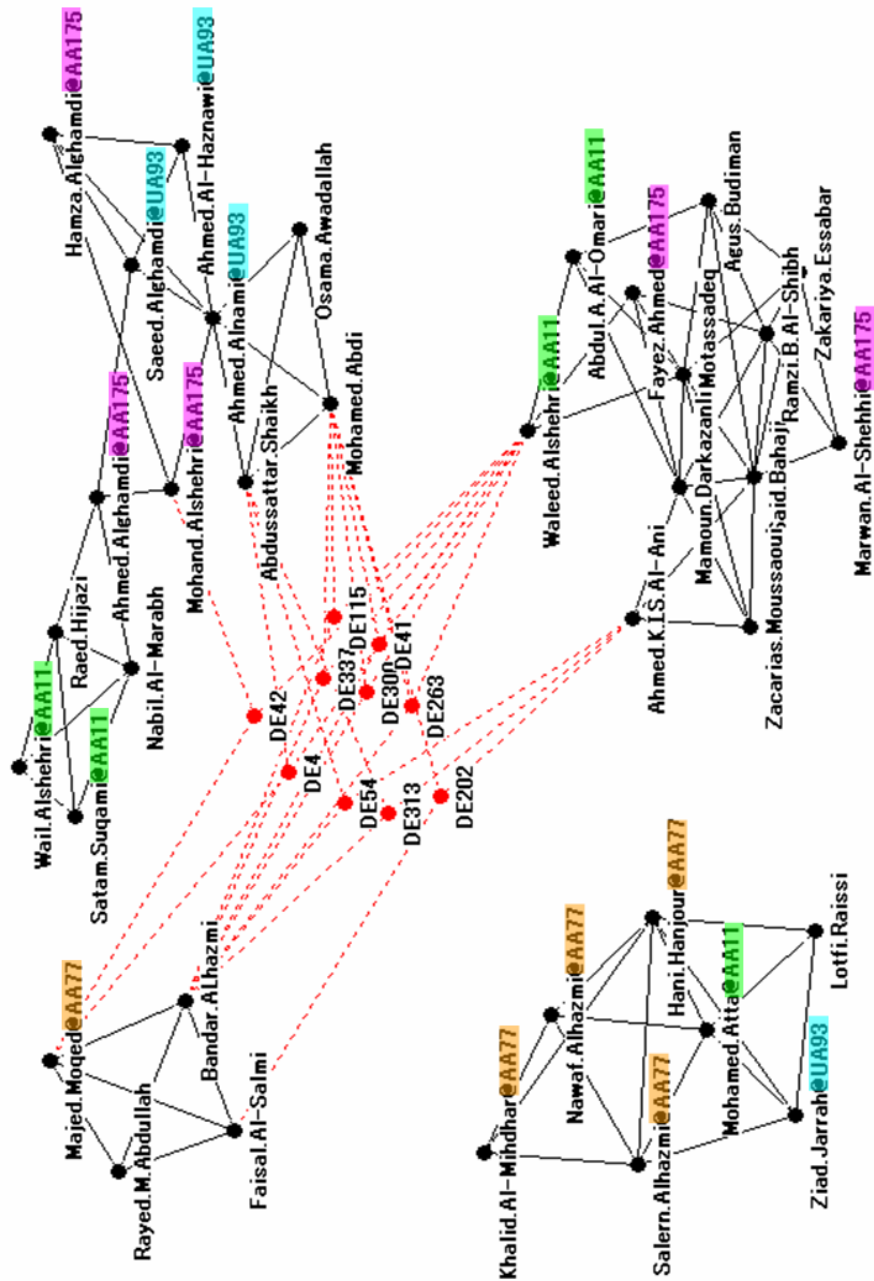 Hamza.Alghamdi@AA175
Ahmed.Al-Haznawi@UA93
Saeed.Alghamdi@UA93
Ahmed.Alnami@UA93
Osama.Awadallah
Ahmed.Alghamdi@AA175
Mohand.Alshehri@AA175
Abdussattar.Shaikh
Mohamed.Abdi
Raed.Hijazi
Nabil.Al-Marabh
Wail.Alshehri@AA11
Satam.Suqami@AA11
DE42
DE4
DE337
DE115
DE300
DE41
DE54
DE263
DE313
DE202
Majed.Moqed@AA77
Bandar.ALhazmi
Rayed.M.Abdullah
Faisal.Al-Salmi
Waleed.Alshehri@AA11
Abdul.A.Al-Omari@AA11
Fayez.Ahmed@AA175
Mamoun.Darkazanli
Motassadeq
Agus.Budiman
Ramzi.B.Al-Shibh
Zakariya.Essabar
Ahmed.K.I.S.Al-Ani
Zacarias.Moussaoui
aid.Bahaji
Marwan.Al-Shehhi@AA175
Khalid.Al-Mihdhar@AA77
Nawaf.Alhazmi@AA77
Hani.Hanjour@AA77
Salem.Alhazmi@AA77
Mohamed.Atta@AA11
Ziad.Jarrah@UA93
Lotfi.Raissi